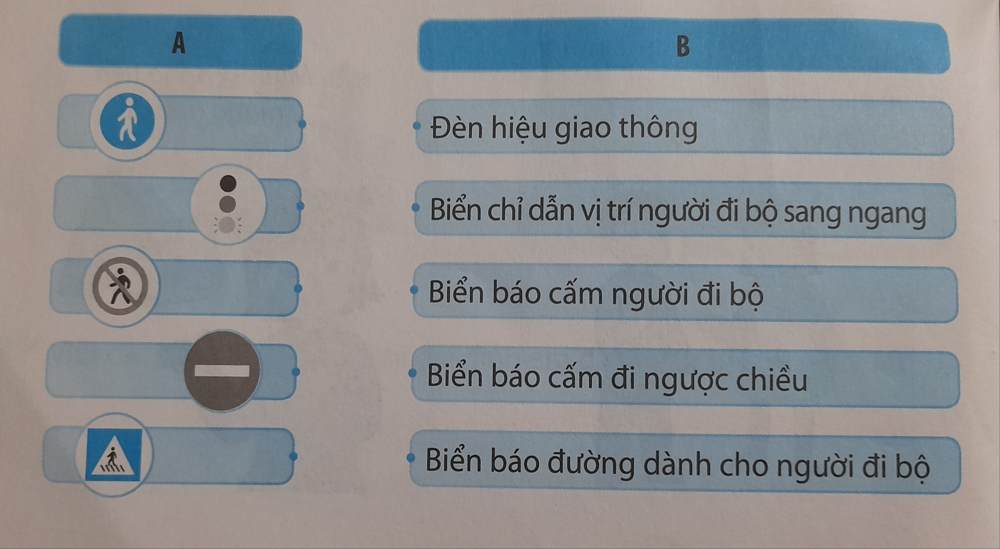 A
B
Đèn hiệu giao thông
Biển chỉ dẫn vị trí người đi bộ sang ngang
Biển báo cấm người đi bộ
Biển báo cấm đi ngược chiều
Biển báo đường dành cho người đi bộ